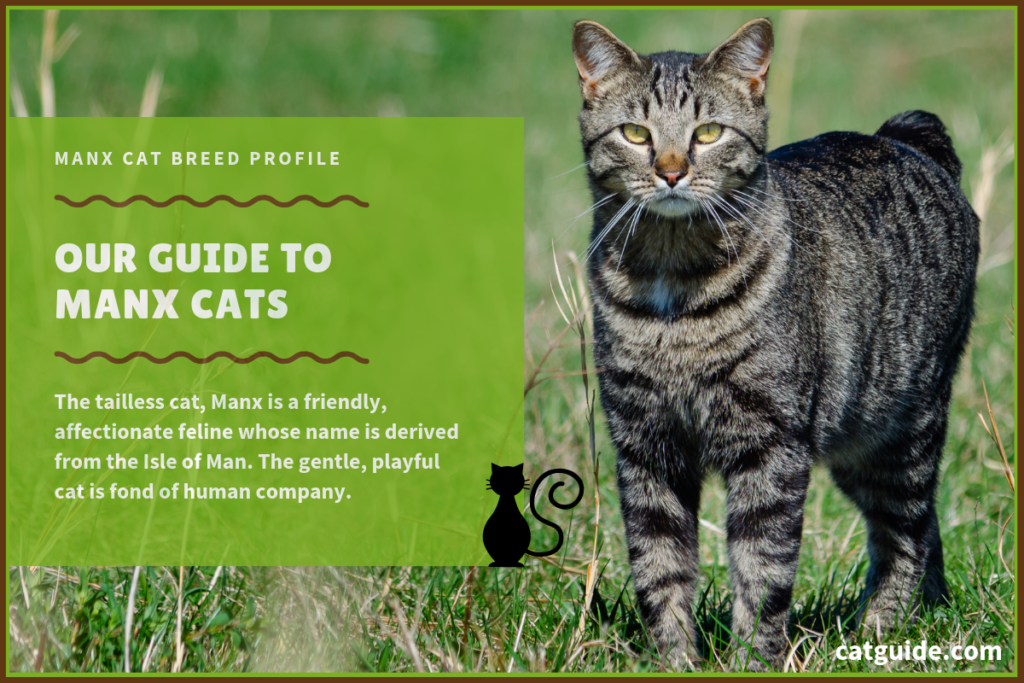 MANX CAT BREED PROFILE
OUR GUIDE TO
MANX CATS
The tailless cat, Manx is a friendly,
affectionate feline whose name is derived
from the Isle of Man. The gentle, playful
cat is fond of human company.
catguide.com